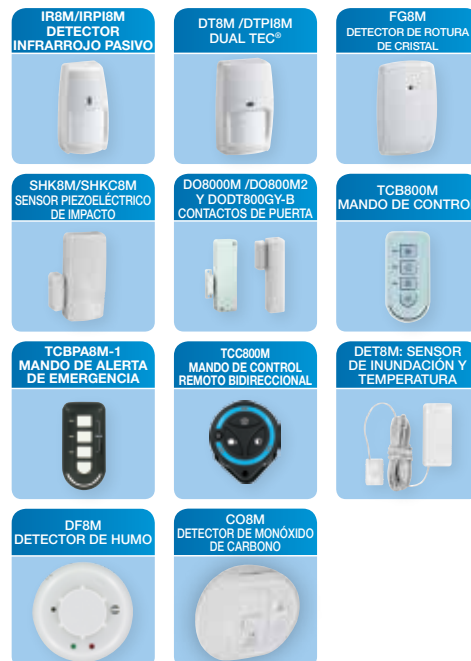 IR8M/IRPI8M
DETECTOR
INFRARROJO PASIVO
DT8M /DTPI8M
DUAL TEC®
FG8M
DETECTOR DE ROTURA
DE CRISTAL
SHK8M/SHKC8M
SENSOR PIEZOELÉCTRICO
DE IMPACTO
DO8000M /DO800M2
Y DODT800GY-B
CONTACTOS DE PUERTA
TCB800M
MANDO DE CONTRO
TCBPA8M-1
MANDO DE ALERTA
DE EMERGENCIA
TCC800M
MANDO DE CONTROL
REMOTO BIDIRECCIONAL
DET8M: SENSOR
DE INUNDACIÓN Y
TEMPERATURA
DF8M
DETECTOR DE HUMO
CO8M
DETECTOR DE MONÓXIDO
DE CARBONO